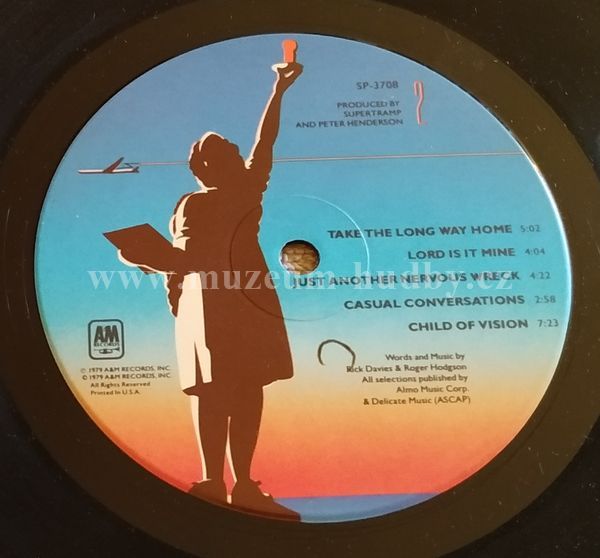 SP-3708
2
PRODUCED BY
SUPERTRAMP
AND PETER HENDERSON
TAKE THE LONG WAY HOME 5:02
LORD IS IT MINE 4:04
JUST ANOTHER NERVOUS WRECK 4:22
CASUAL CONVERSATIONS 2:58
CHILD OF VISION 7:23
www.muzeum-hudby.cz
A&M
RECORDS
℗ 1979 A&M RECORDS, INC.
© 1979 A&M RECORDS, INC.
All Rights Reserved
Printed In U.S.A.
Words and Music by
Rick Davies & Roger Hodgson
All selections published by
Almo Music Corp.
& Delicate Music (ASCAP)